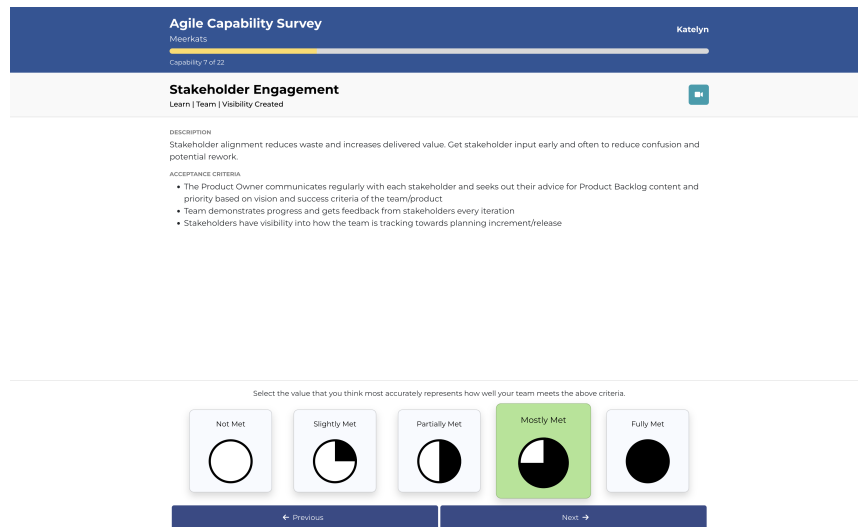 Agile Capability Survey
Meerkats
Katelyn
Capability 7 of 22
Stakeholder Engagement
Learn | Team | Visibility Created
DESCRIPTION
Stakeholder alignment reduces waste and increases delivered value. Get stakeholder input early and often to reduce confusion and
potential rework.
ACCEPTANCE CRITERIA
• The Product Owner communicates regularly with each stakeholder and seeks out their advice for Product Backlog content and
priority based on vision and success criteria of the team/product
• Team demonstrates progress and gets feedback from stakeholders every iteration
• Stakeholders have visibility into how the team is tracking towards planning increment/release
Select the value that you think most accurately represents how well your team meets the above criteria.
Not Met
Slightly Met
Partially Met
Mostly Met
Fully Met
← Previous
Next →